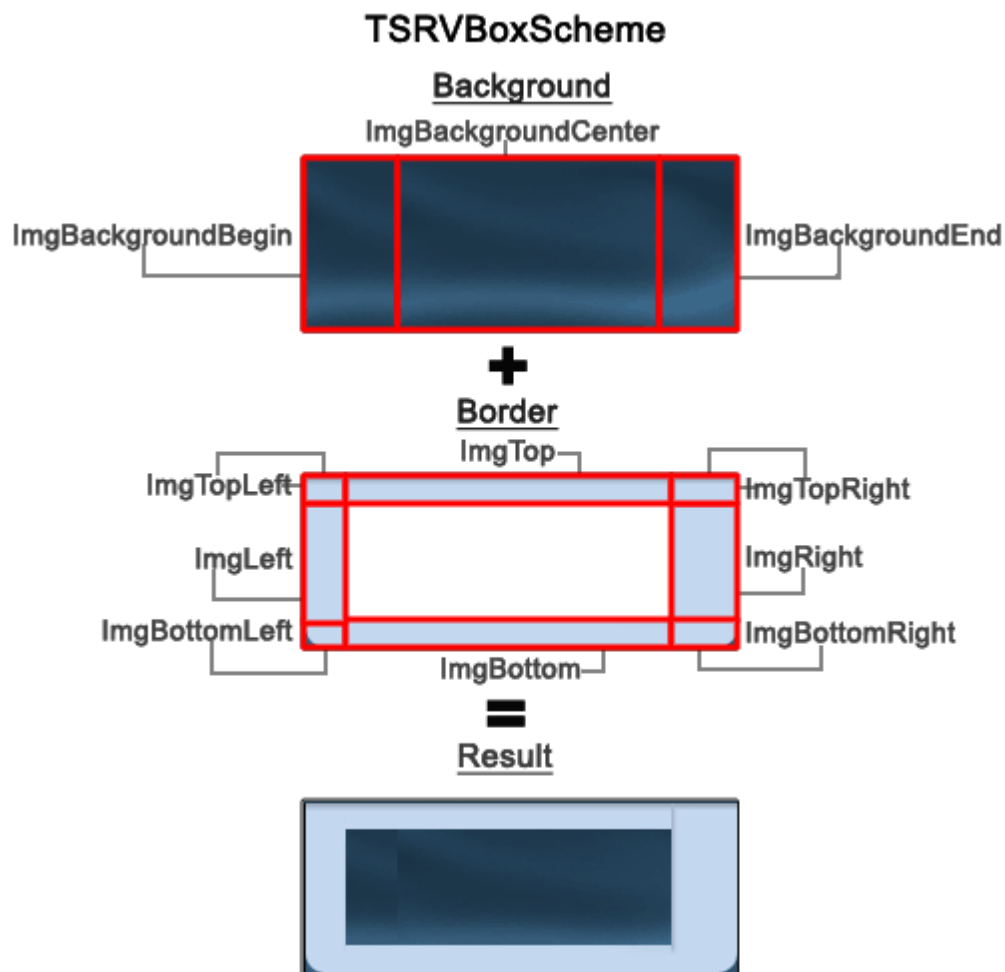 TSRVBoxScheme
Background
ImgBackgroundCenter
ImgBackgroundBegin
ImgBackgroundEnd
+
Border
ImgTop
ImgTopLeft
ImgTopRight
ImgLeft
ImgRight
ImgBottomLeft
ImgBottomRight
ImgBottom
=
Result